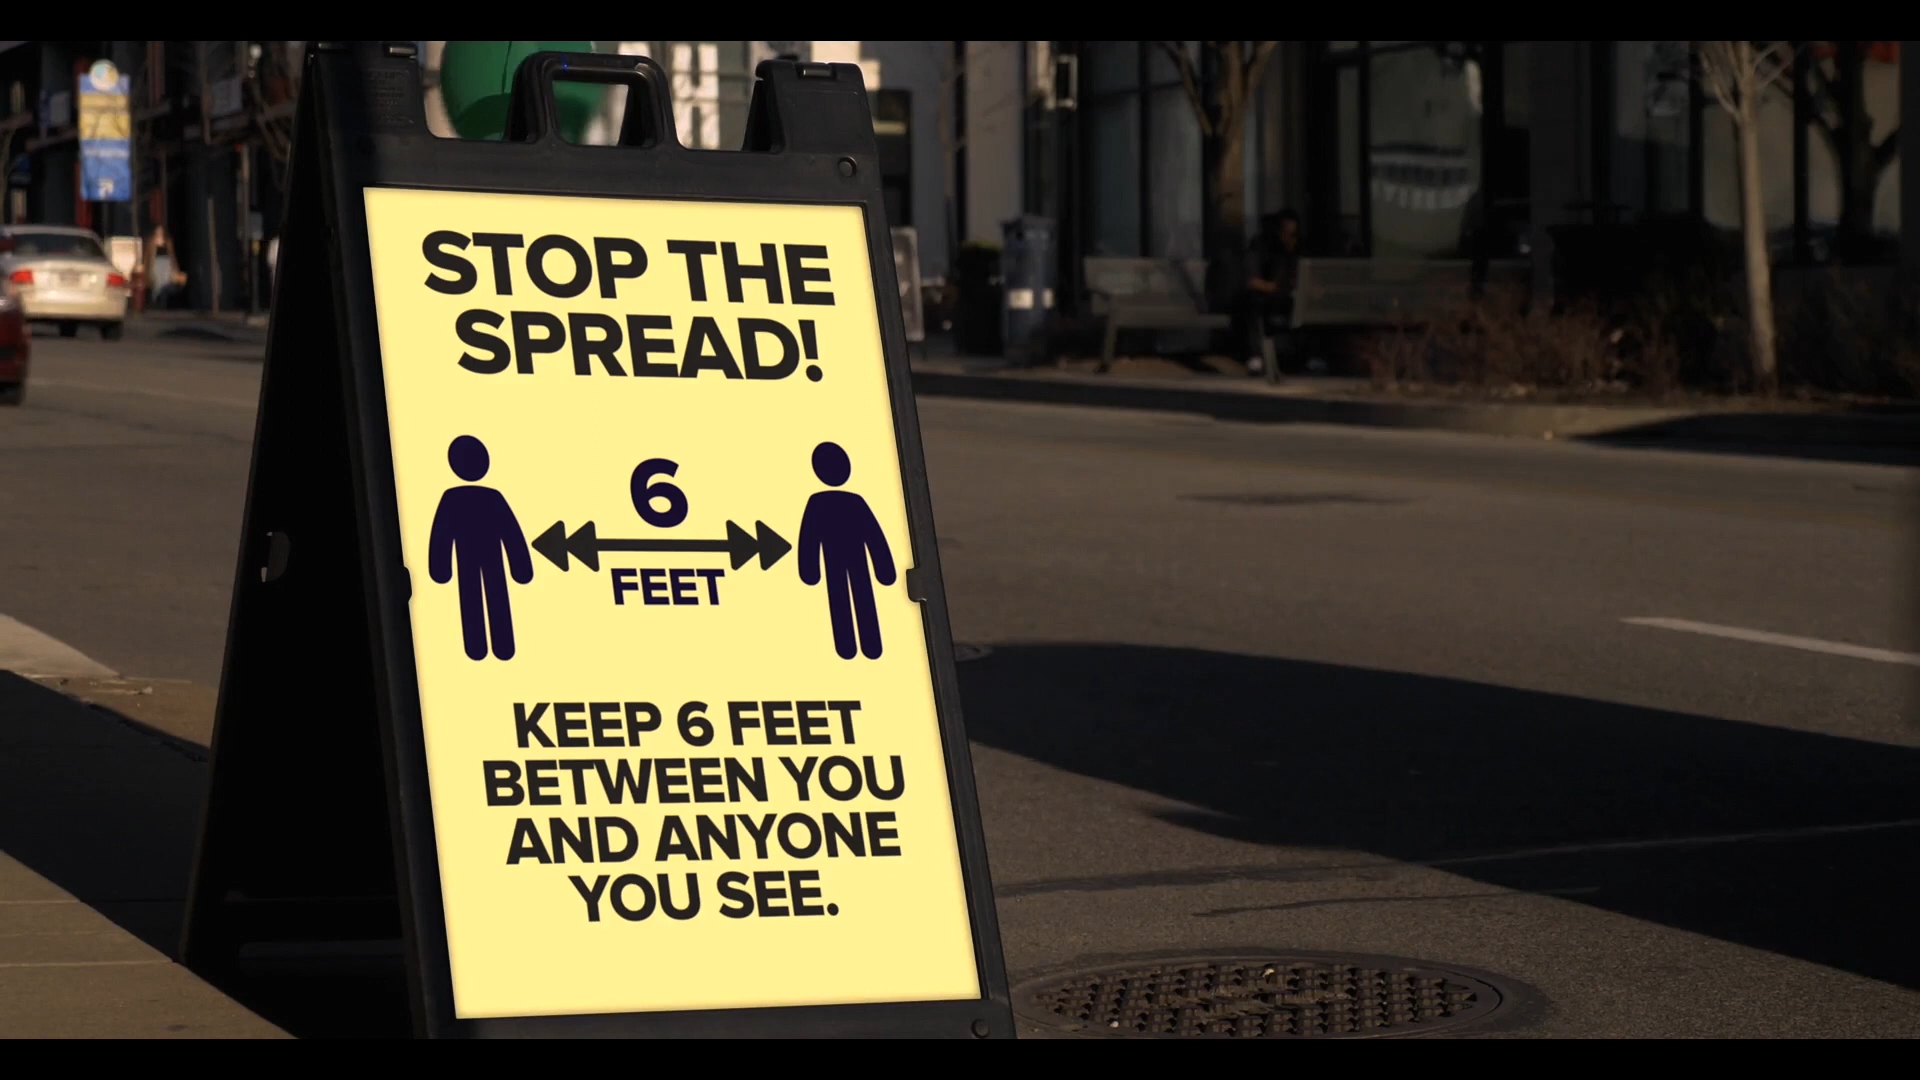 STOP THE
SPREAD!
6
FEET
KEEP 6 FEET
BETWEEN YOU
AND ANYONE
YOU SEE.